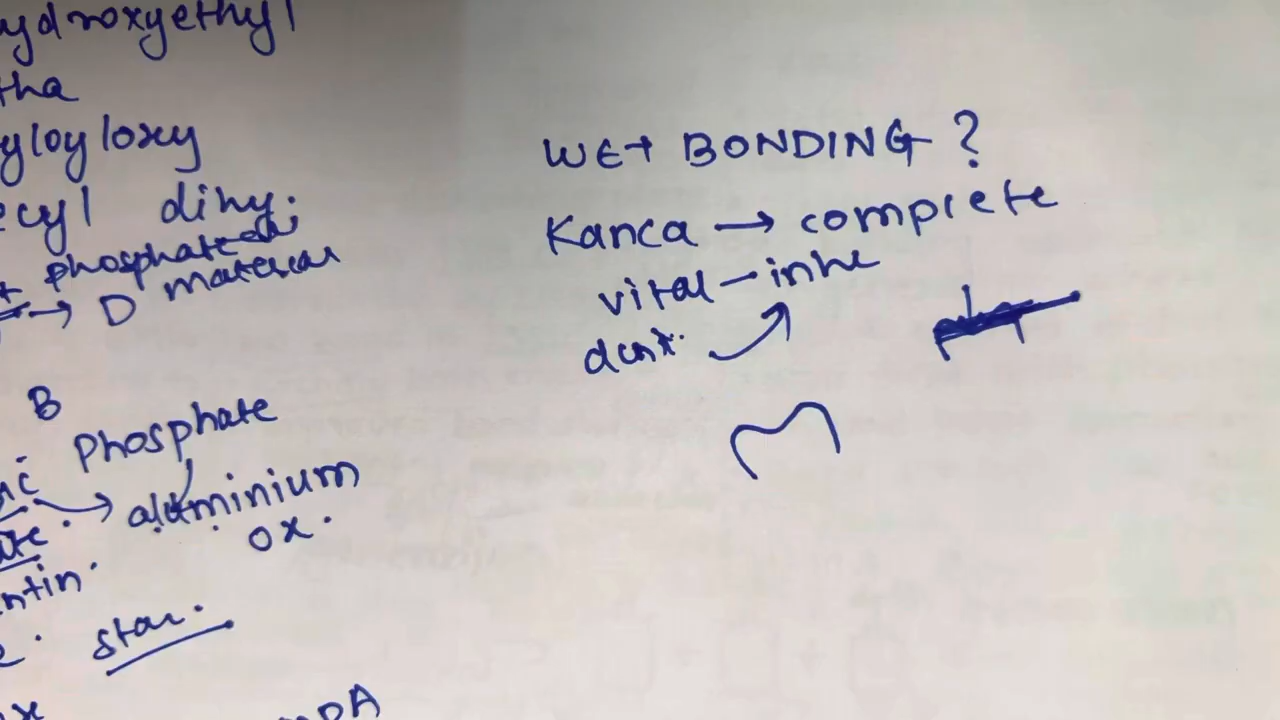 ydroxyethyl
tha
yloyloxy
ecyl dihy.
phosphate
→ D material
B
Phosphate
→ aluminium
ox.
ntin.
star.
WET BONDING ?
Kanca → complete
vital – inhe
dent.